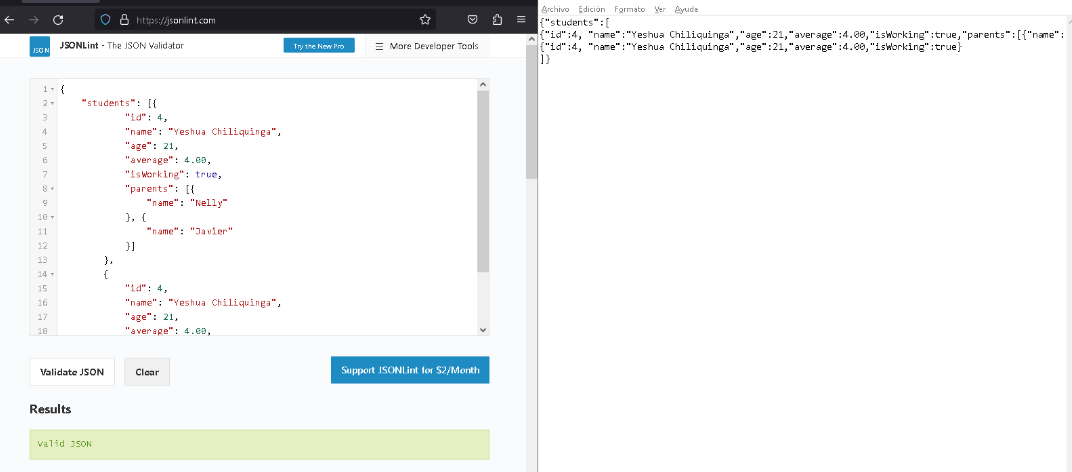 https://jsonlint.com
JSON
JSONLint - The JSON Validator
Try the New Pro
More Developer Tools
1 {
2 "students": [{
3 "id": 4,
4 "name": "Yeshua Chiliquinga",
5 "age": 21,
6 "average": 4.00,
7 "isWorking": true,
8 "parents": [{
9 "name": "Nelly"
10 }, {
11 "name": "Javier"
12 }]
13 },
14 {
15 "id": 4,
16 "name": "Yeshua Chiliquinga",
17 "age": 21,
18 "average": 4.00,
Validate JSON
Clear
Support JSONLint for $2/Month
Results
Valid JSON
Archivo Edición Formato Ver Ayuda
{"students":[
{"id":4, "name":"Yeshua Chiliquinga","age":21,"average":4.00,"isWorking":true,"parents":[{"name":
{"id":4, "name":"Yeshua Chiliquinga","age":21,"average":4.00,"isWorking":true}
]}